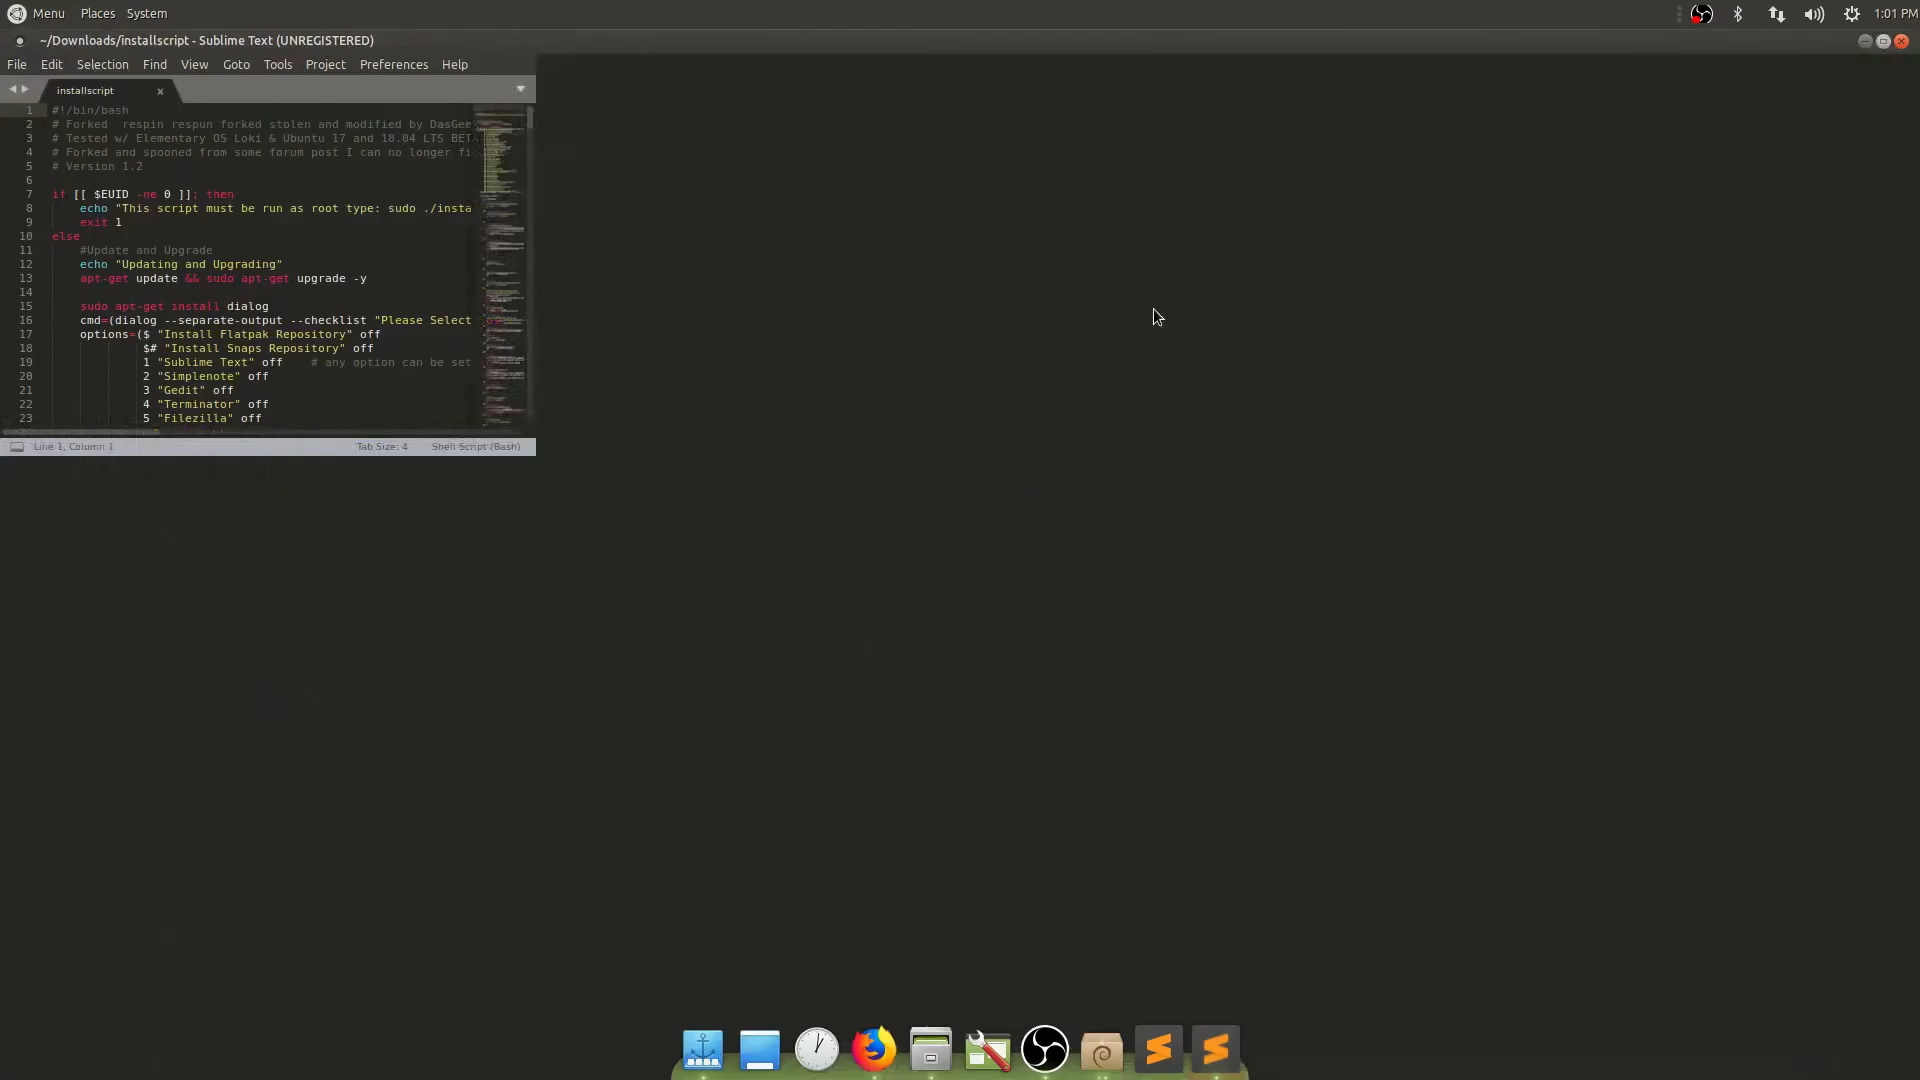 Menu Places System 1:01 PM
~/Downloads/installscript - Sublime Text (UNREGISTERED)
File Edit Selection Find View Goto Tools Project Preferences Help
installscript x
1 #!/bin/bash
2 # Forked  respin respun forked stolen and modified by DasGee
3 # Tested w/ Elementary OS Loki & Ubuntu 17 and 18.04 LTS BETA
4 # Forked and spooned from some forum post I can no longer fi
5 # Version 1.2
6
7 if [[ $EUID -ne 0 ]]; then
8 echo "This script must be run as root type: sudo ./insta
9 exit 1
10 else
11 #Update and Upgrade
12 echo "Updating and Upgrading"
13 apt-get update && sudo apt-get upgrade -y
14
15 sudo apt-get install dialog
16 cmd=(dialog --separate-output --checklist "Please Select
17 options=($ "Install Flatpak Repository" off
18 $# "Install Snaps Repository" off
19 1 "Sublime Text" off    # any option can be set
20 2 "Simplenote" off
21 3 "Gedit" off
22 4 "Terminator" off
23 5 "Filezilla" off
Line 1, Column 1 Tab Size: 4 Shell Script (Bash)